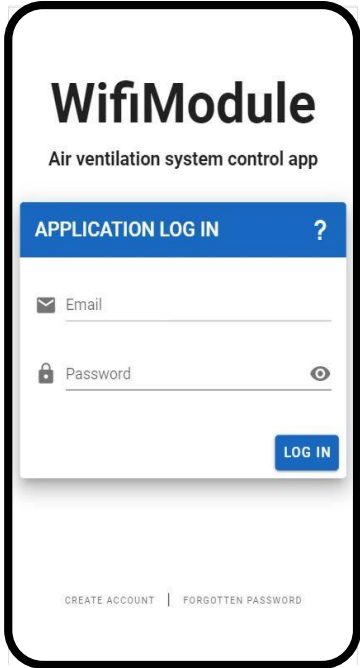 WifiModule
Air ventilation system control app
APPLICATION LOG IN ?
Email
Password
LOG IN
CREATE ACCOUNT | FORGOTTEN PASSWORD